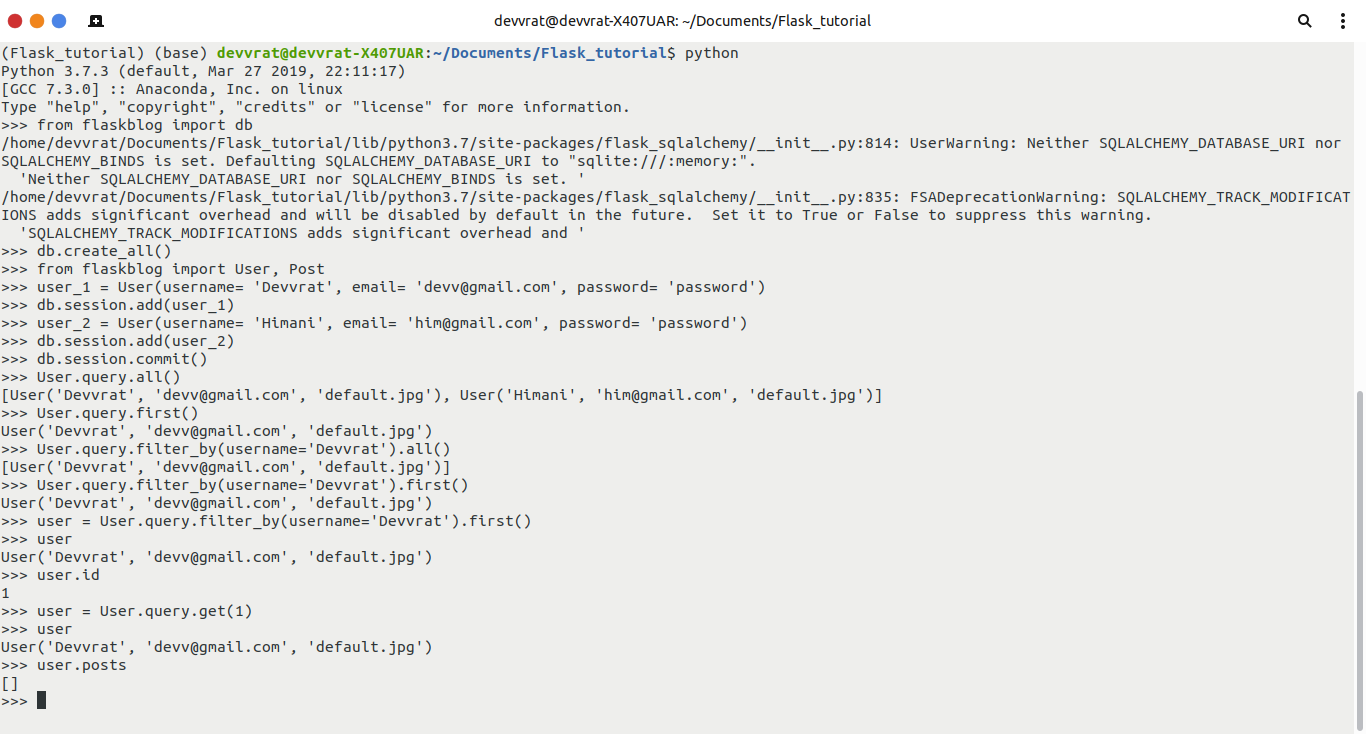 devvrat@devvrat-X407UAR: ~/Documents/Flask_tutorial
(Flask_tutorial) (base) devvrat@devvrat-X407UAR:~/Documents/Flask_tutorial$ python
Python 3.7.3 (default, Mar 27 2019, 22:11:17)
[GCC 7.3.0] :: Anaconda, Inc. on linux
Type "help", "copyright", "credits" or "license" for more information.
>>> from flaskblog import db
/home/devvrat/Documents/Flask_tutorial/lib/python3.7/site-packages/flask_sqlalchemy/__init__.py:814: UserWarning: Neither SQLALCHEMY_DATABASE_URI nor
SQLALCHEMY_BINDS is set. Defaulting SQLALCHEMY_DATABASE_URI to "sqlite:///:memory:".
  'Neither SQLALCHEMY_DATABASE_URI nor SQLALCHEMY_BINDS is set. '
/home/devvrat/Documents/Flask_tutorial/lib/python3.7/site-packages/flask_sqlalchemy/__init__.py:835: FSADeprecationWarning: SQLALCHEMY_TRACK_MODIFICAT
IONS adds significant overhead and will be disabled by default in the future.  Set it to True or False to suppress this warning.
  'SQLALCHEMY_TRACK_MODIFICATIONS adds significant overhead and '
>>> db.create_all()
>>> from flaskblog import User, Post
>>> user_1 = User(username= 'Devvrat', email= 'devv@gmail.com', password= 'password')
>>> db.session.add(user_1)
>>> user_2 = User(username= 'Himani', email= 'him@gmail.com', password= 'password')
>>> db.session.add(user_2)
>>> db.session.commit()
>>> User.query.all()
[User('Devvrat', 'devv@gmail.com', 'default.jpg'), User('Himani', 'him@gmail.com', 'default.jpg')]
>>> User.query.first()
User('Devvrat', 'devv@gmail.com', 'default.jpg')
>>> User.query.filter_by(username='Devvrat').all()
[User('Devvrat', 'devv@gmail.com', 'default.jpg')]
>>> User.query.filter_by(username='Devvrat').first()
User('Devvrat', 'devv@gmail.com', 'default.jpg')
>>> user = User.query.filter_by(username='Devvrat').first()
>>> user
User('Devvrat', 'devv@gmail.com', 'default.jpg')
>>> user.id
1
>>> user = User.query.get(1)
>>> user
User('Devvrat', 'devv@gmail.com', 'default.jpg')
>>> user.posts
[]
>>>